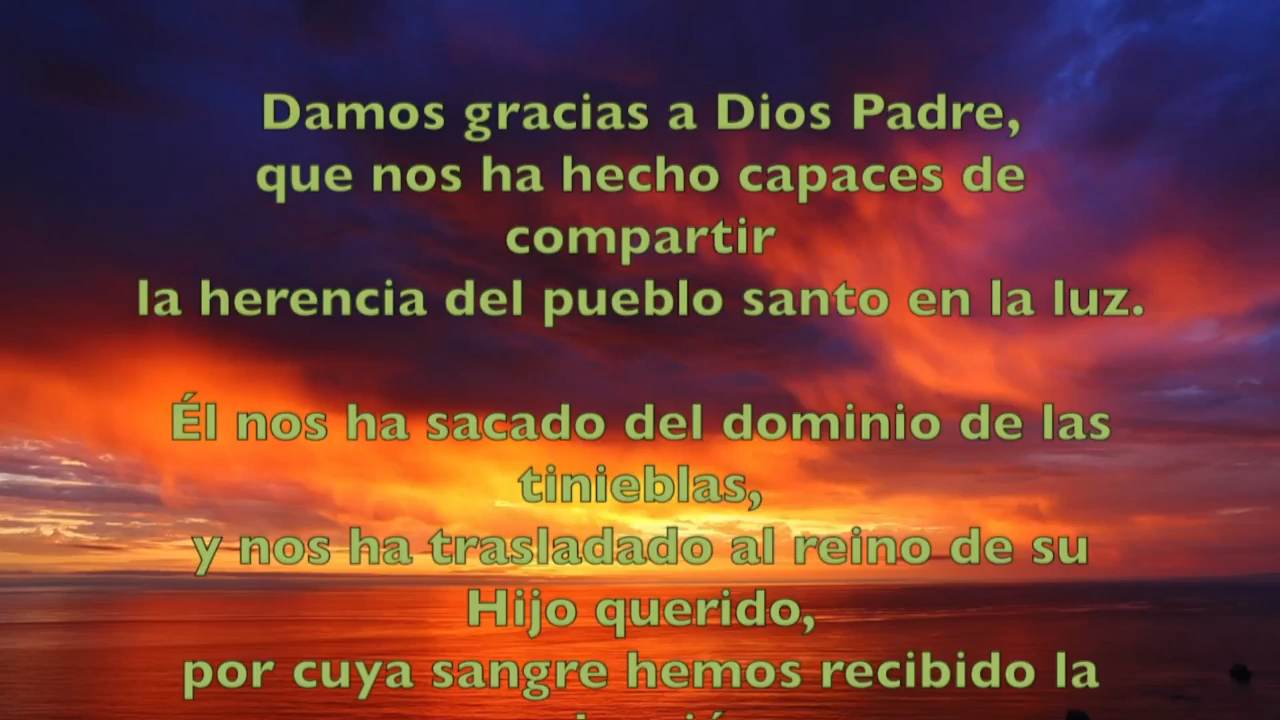 Damos gracias a Dios Padre,
que nos ha hecho capaces de
compartir
la herencia del pueblo santo en la luz.
Él nos ha sacado del dominio de las
tinieblas,
y nos ha trasladado al reino de su
Hijo querido,
por cuya sangre hemos recibido la